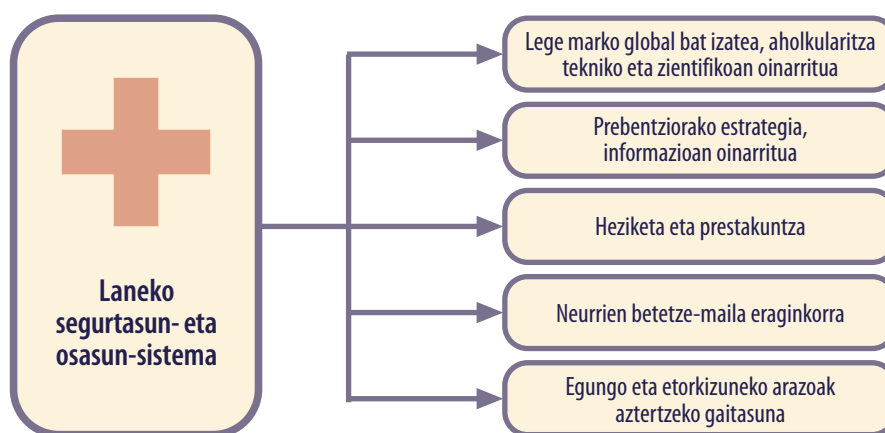 Laneko
segurtasun- eta
osasun-sistema
Lege marko global bat izatea, aholkularitza
tekniko eta zientifikoan oinarritua
Prebentziorako estrategia,
informazioan oinarritua
Heziketa eta prestakuntza
Neurrien betetze-maila eraginkorra
Egungo eta etorkizuneko arazoak
aztertzeko gaitasuna